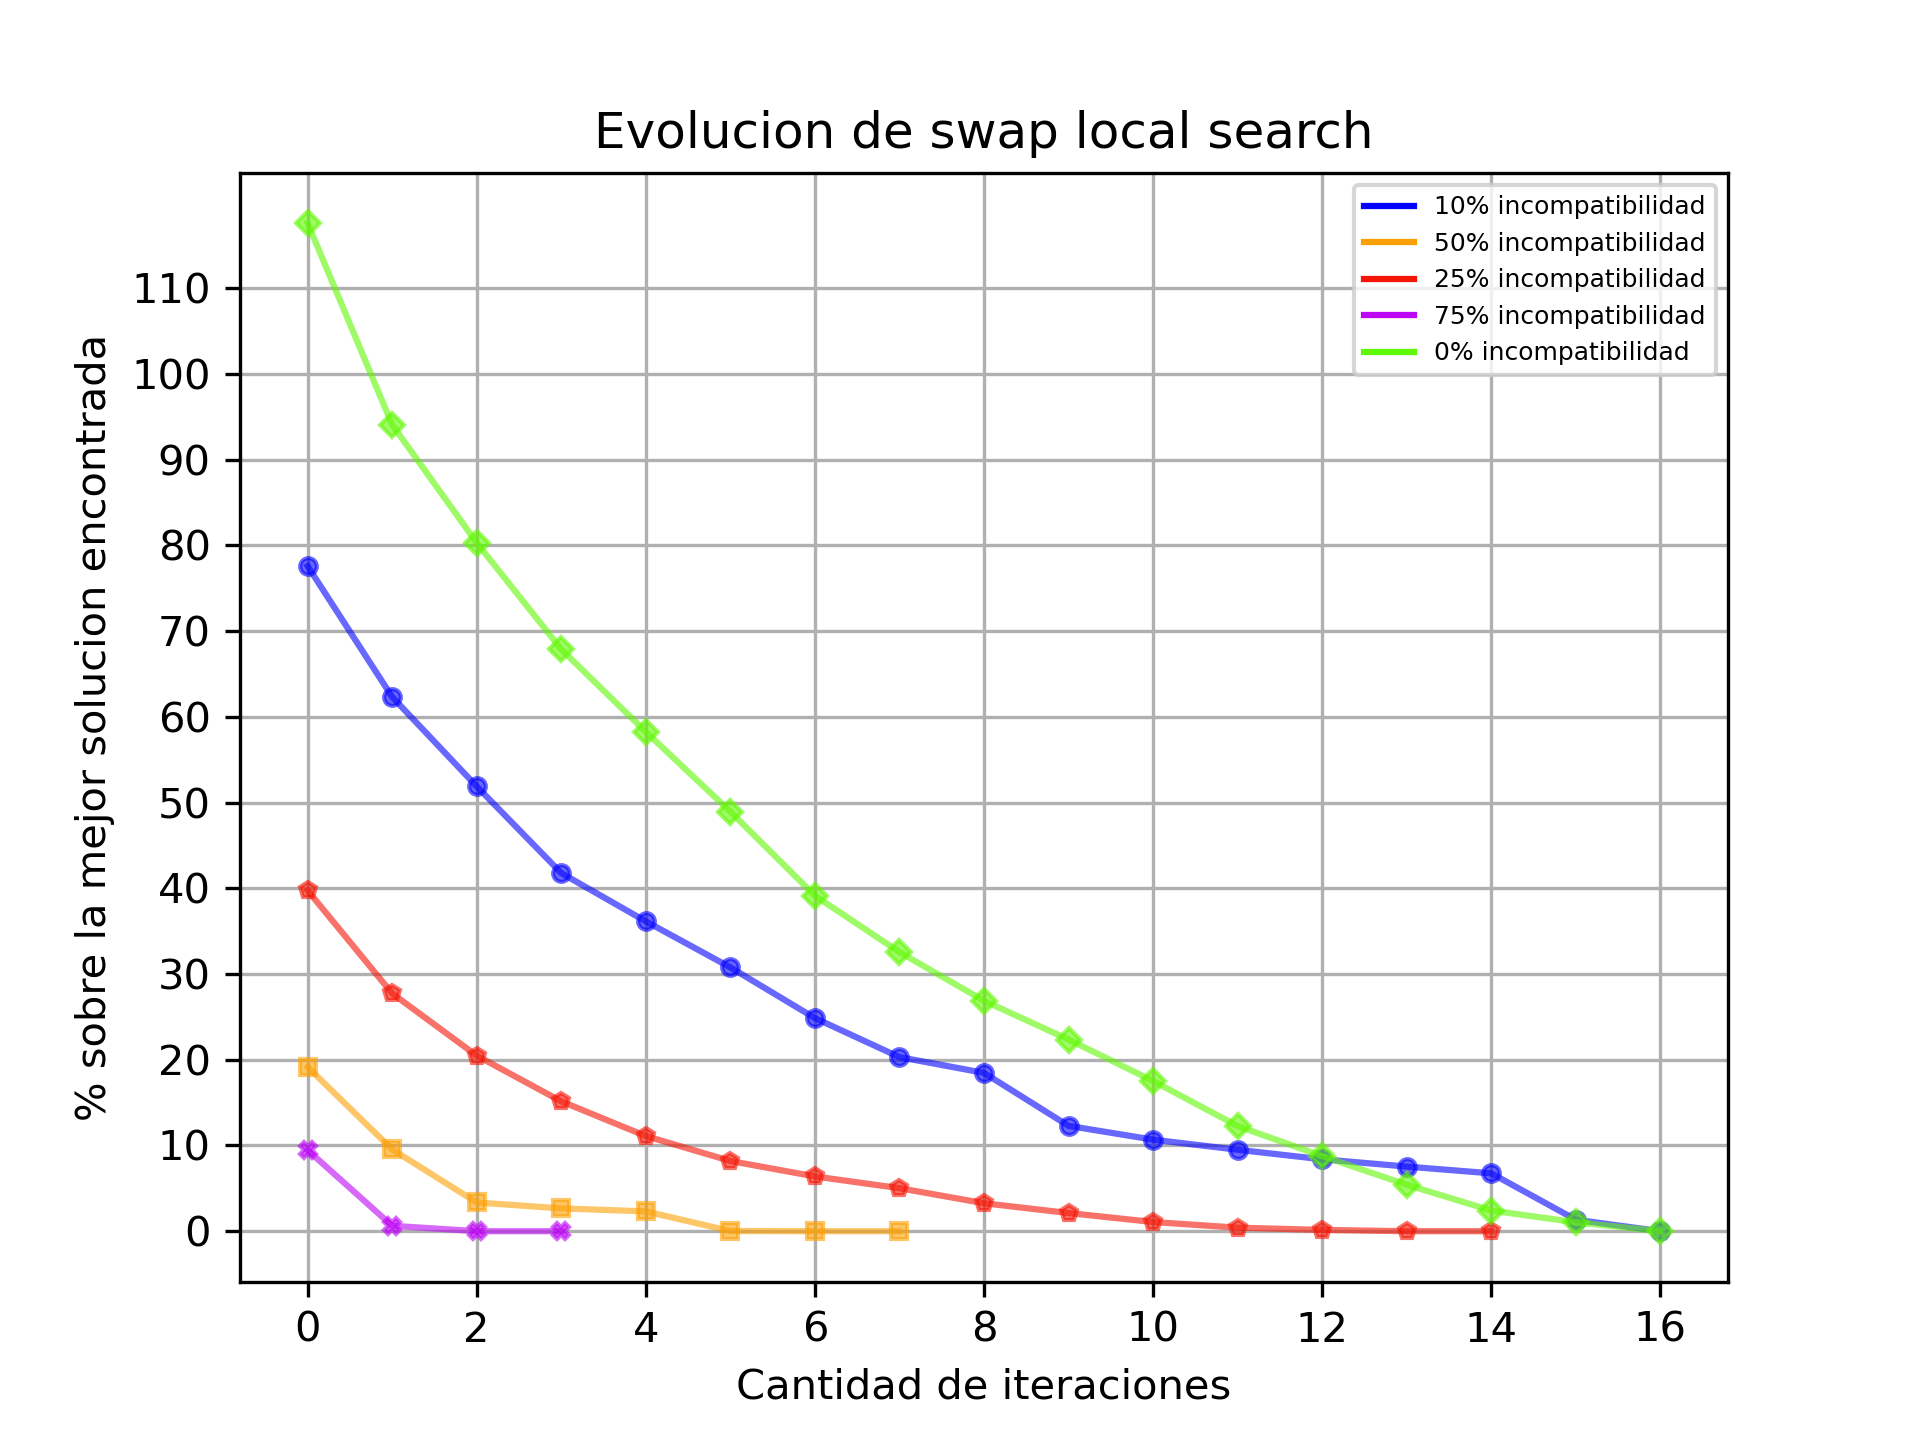 Evolucion de swap local search
10% incompatibilidad
50% incompatibilidad
25% incompatibilidad
75% incompatibilidad
0% incompatibilidad
% sobre la mejor solucion encontrada
110
100
90
80
70
60
50
40
30
20
10
0
0 2 4 6 8 10 12 14 16
Cantidad de iteraciones